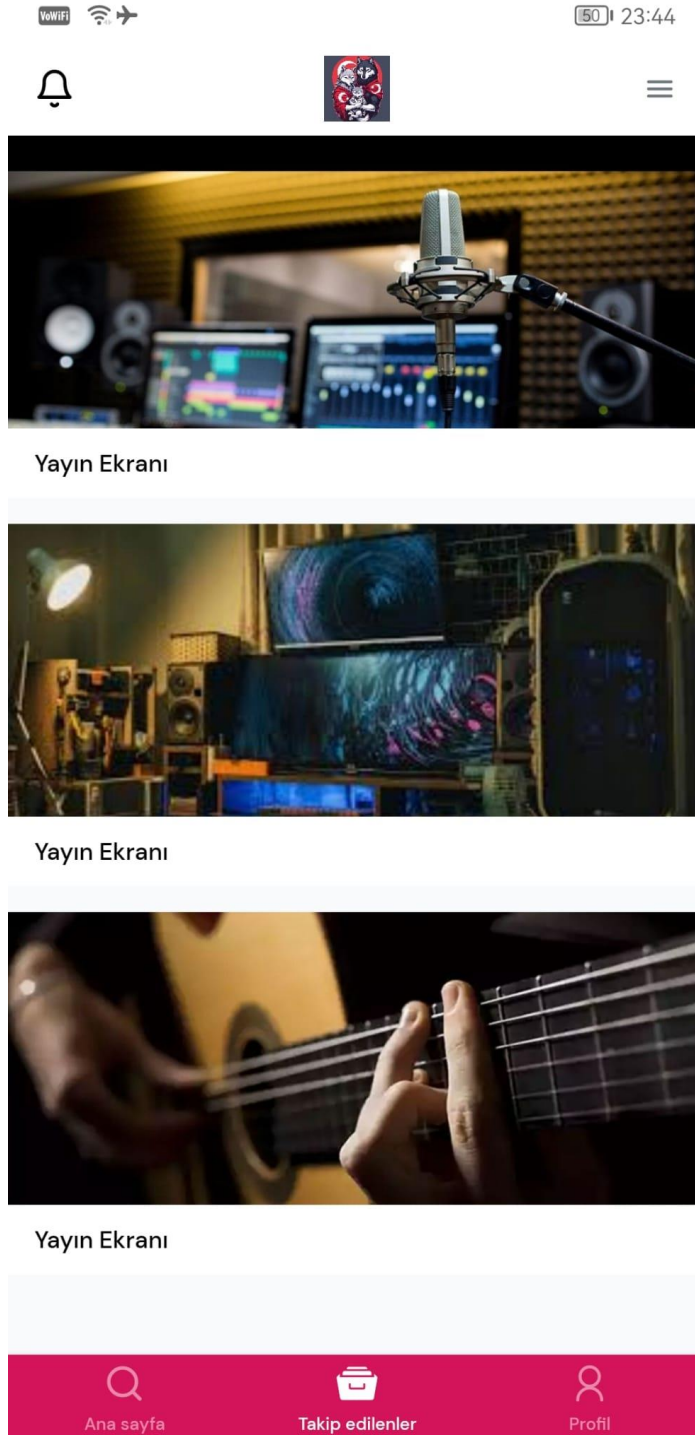 VoWiFi
50 23:44
Yayın Ekranı
Yayın Ekranı
Yayın Ekranı
Ana sayfa
Takip edilenler
Profil